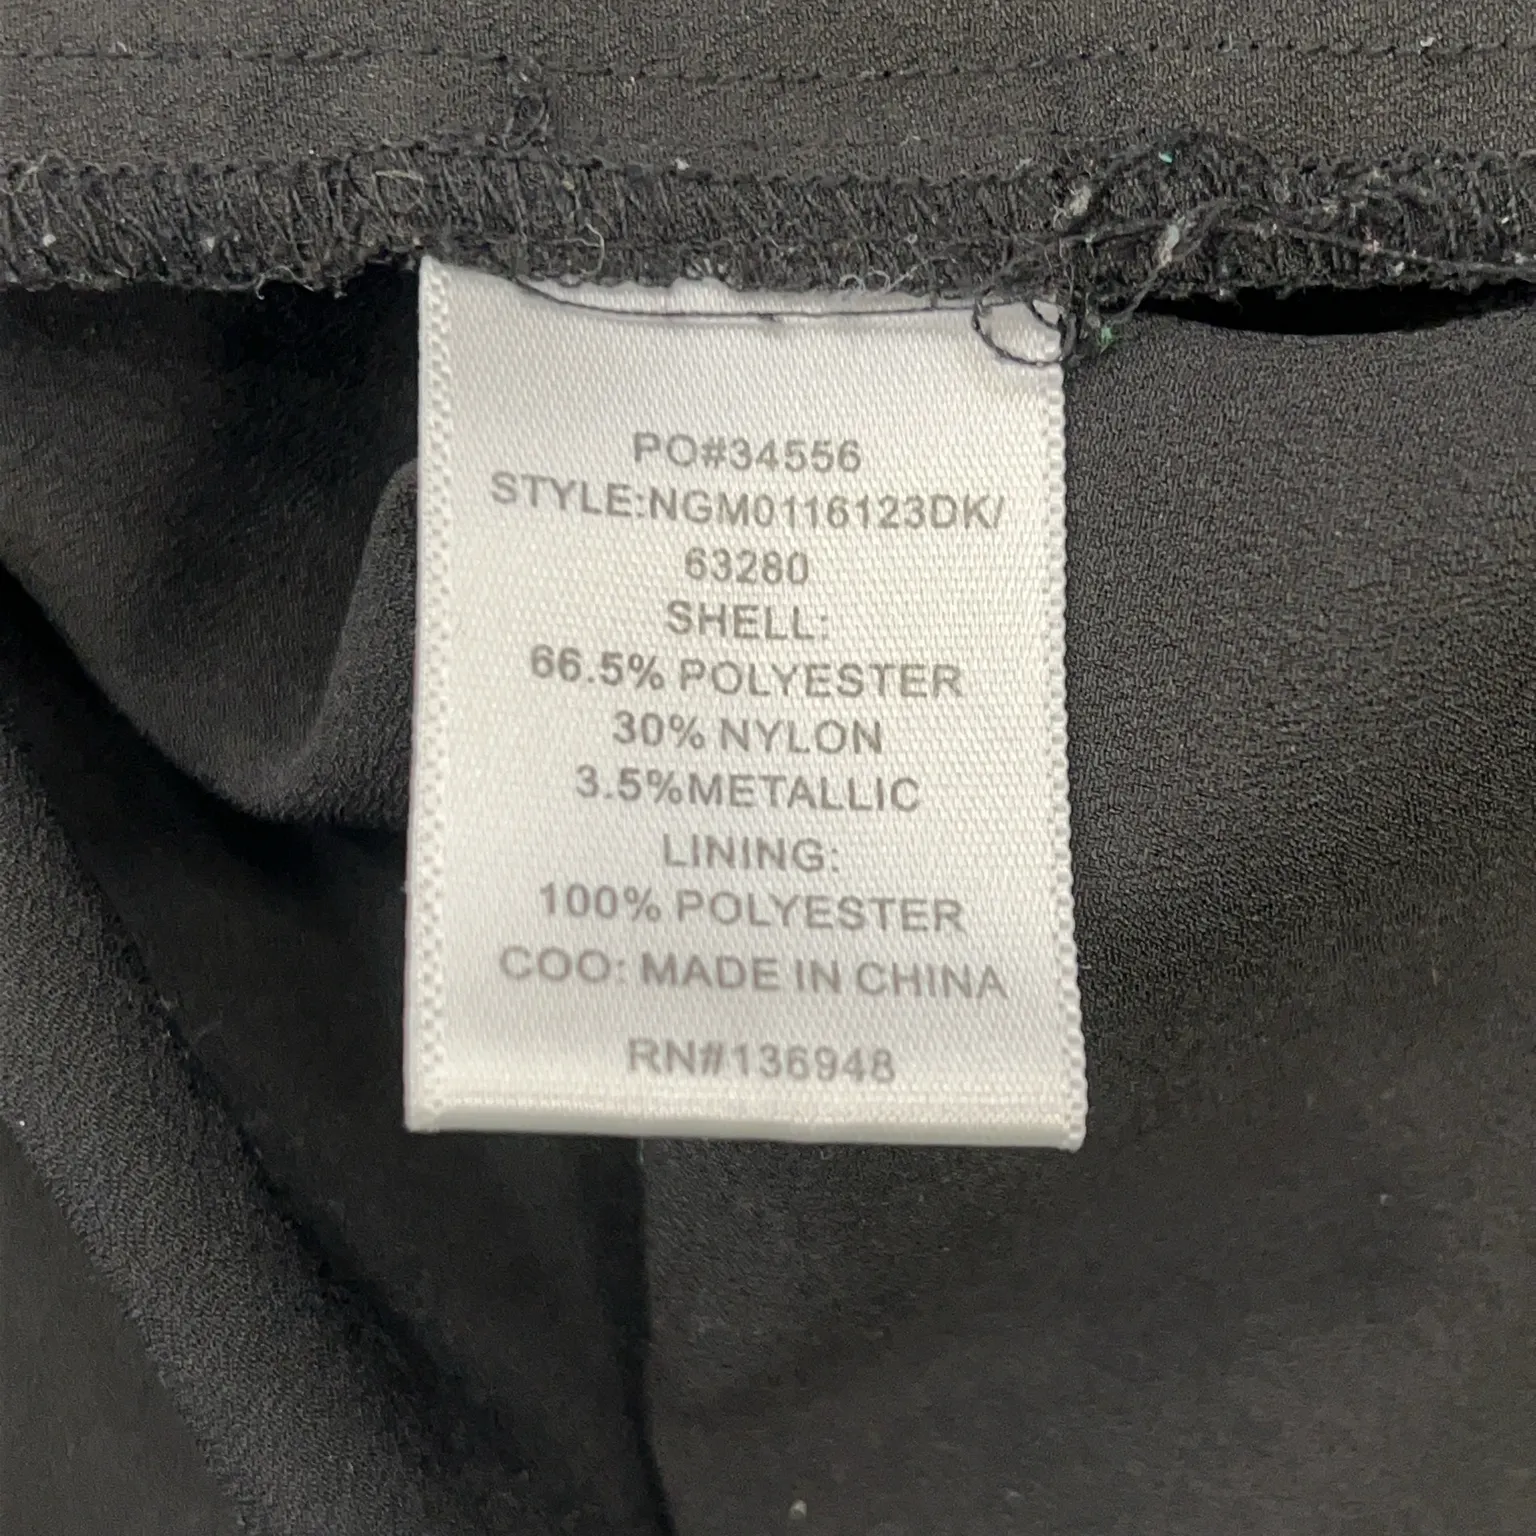 PO#34556
STYLE:NGM0116123DK/
63280
SHELL:
66.5% POLYESTER
30% NYLON
3.5%METALLIC
LINING:
100% POLYESTER
COO: MADE IN CHINA
RN#136948